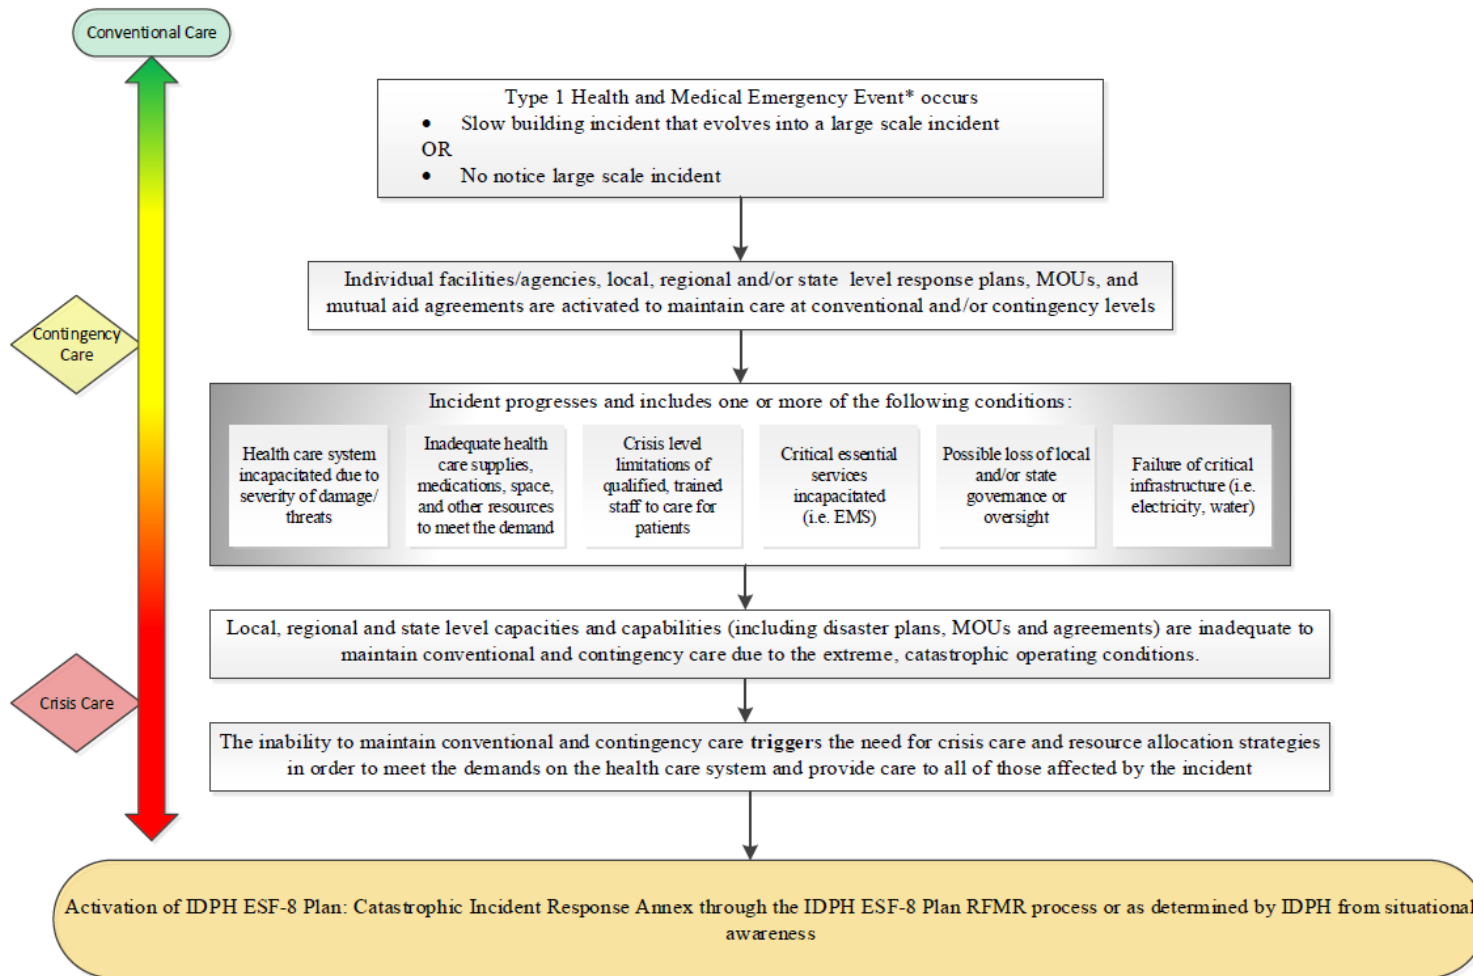 Conventional Care
Type 1 Health and Medical Emergency Event* occurs
• Slow building incident that evolves into a large scale incident
OR
• No notice large scale incident
Individual facilities/agencies, local, regional and/or state level response plans, MOUs, and
mutual aid agreements are activated to maintain care at conventional and/or contingency levels
Contingency
Care
Incident progresses and includes one or more of the following conditions:
Health care system
incapacitated due to
severity of damage/
threats
Inadequate health
care supplies,
medications, space,
and other resources
to meet the demand
Crisis level
limitations of
qualified, trained
staff to care for
patients
Critical essential
services
incapacitated
(i.e. EMS)
Possible loss of local
and/or state
governance or
oversight
Failure of critical
infrastructure (i.e.
electricity, water)
Local, regional and state level capacities and capabilities (including disaster plans, MOUs and agreements) are inadequate to
maintain conventional and contingency care due to the extreme, catastrophic operating conditions.
Crisis Care
The inability to maintain conventional and contingency care triggers the need for crisis care and resource allocation strategies
in order to meet the demands on the health care system and provide care to all of those affected by the incident
Activation of IDPH ESF-8 Plan: Catastrophic Incident Response Annex through the IDPH ESF-8 Plan RFMR process or as determined by IDPH from situational
awareness